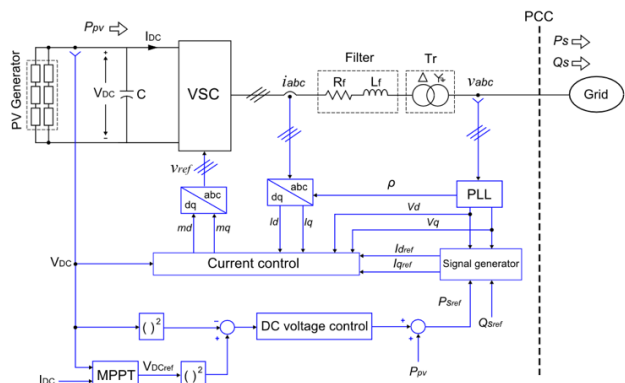 PCC
Ppv
IDC
Ps
Qs
Filter
Tr
PV Generator
VDC
C
VSC
iabc
Rf
Lf
Δ
Y
vabc
Grid
vref
abc
dq
abc
dq
ρ
PLL
md
mq
Id
Iq
Vd
Vq
VDC
Current control
Idref
Iqref
Signal generator
PSref
QSref
( )²
DC voltage control
Ppv
IDC
MPPT
VDCref
( )²